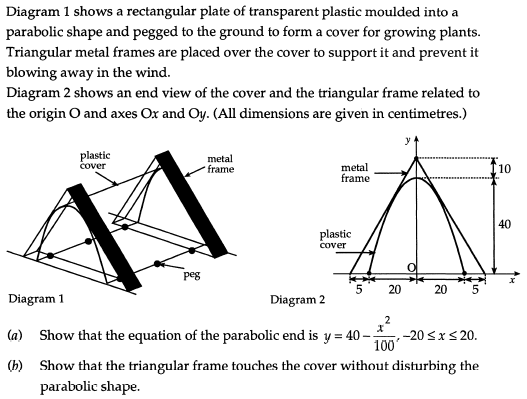 Diagram 1 shows a rectangular plate of transparent plastic moulded into a
parabolic shape and pegged to the ground to form a cover for growing plants.
Triangular metal frames are placed over the cover to support it and prevent it
blowing away in the wind.
Diagram 2 shows an end view of the cover and the triangular frame related to
the origin O and axes Ox and Oy. (All dimensions are given in centimetres.)
plastic
cover
metal
frame
peg
Diagram 1
y
metal
frame
10
40
plastic
cover
O
x
5 20 20 5
Diagram 2
(a) Show that the equation of the parabolic end is y = 40 – x²/100, –20 ≤ x ≤ 20.
(b) Show that the triangular frame touches the cover without disturbing the
parabolic shape.